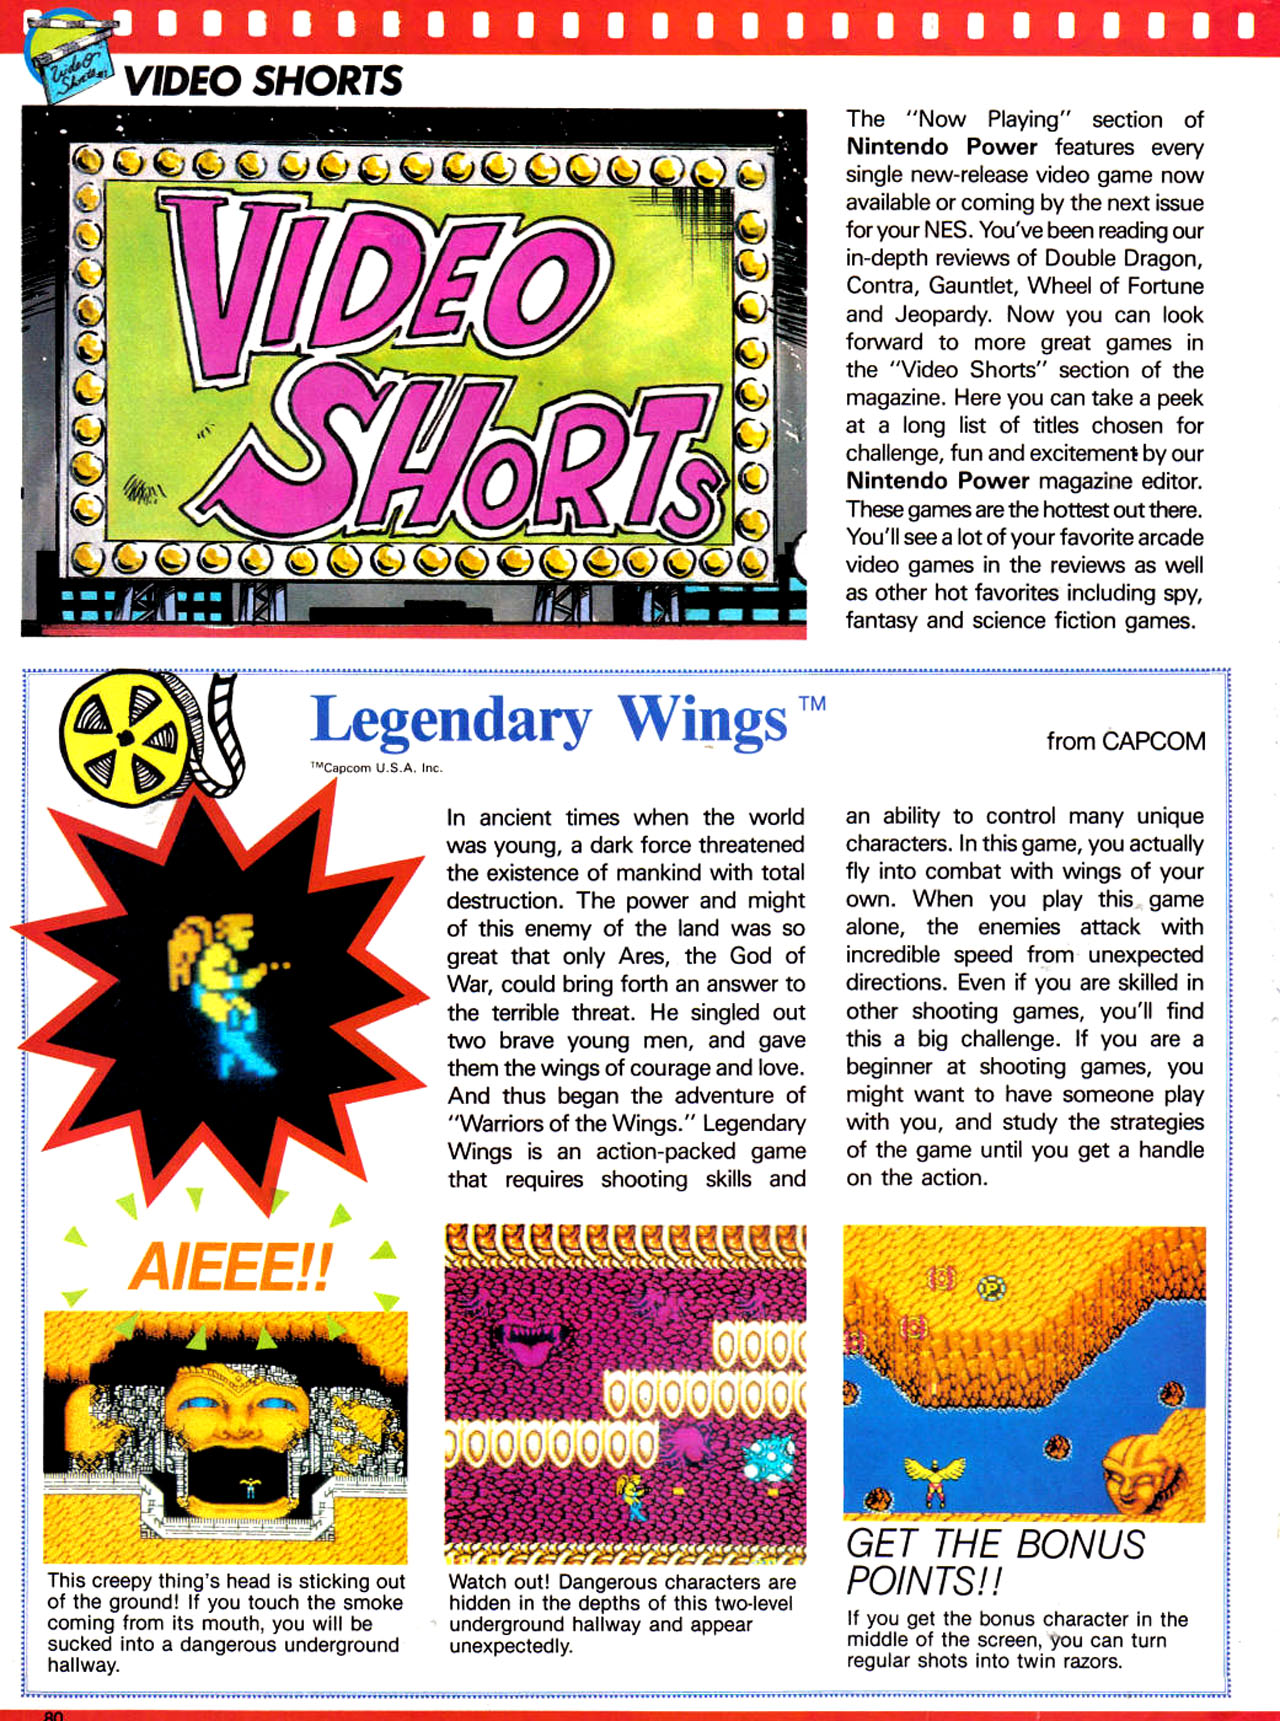 Video
Shorts
VIDEO SHORTS
VIDEO
SHORTS
The "Now Playing" section of
Nintendo Power features every
single new-release video game now
available or coming by the next issue
for your NES. You've been reading our
in-depth reviews of Double Dragon,
Contra, Gauntlet, Wheel of Fortune
and Jeopardy. Now you can look
forward to more great games in
the "Video Shorts" section of the
magazine. Here you can take a peek
at a long list of titles chosen for
challenge, fun and excitement by our
Nintendo Power magazine editor.
These games are the hottest out there.
You'll see a lot of your favorite arcade
video games in the reviews as well
as other hot favorites including spy,
fantasy and science fiction games.
Legendary Wings™
from CAPCOM
™Capcom U.S.A. Inc.
In ancient times when the world
was young, a dark force threatened
the existence of mankind with total
destruction. The power and might
of this enemy of the land was so
great that only Ares, the God of
War, could bring forth an answer to
the terrible threat. He singled out
two brave young men, and gave
them the wings of courage and love.
And thus began the adventure of
"Warriors of the Wings." Legendary
Wings is an action-packed game
that requires shooting skills and
an ability to control many unique
characters. In this game, you actually
fly into combat with wings of your
own. When you play this game
alone, the enemies attack with
incredible speed from unexpected
directions. Even if you are skilled in
other shooting games, you'll find
this a big challenge. If you are a
beginner at shooting games, you
might want to have someone play
with you, and study the strategies
of the game until you get a handle
on the action.
AIEEE!!
This creepy thing's head is sticking out
of the ground! If you touch the smoke
coming from its mouth, you will be
sucked into a dangerous underground
hallway.
Watch out! Dangerous characters are
hidden in the depths of this two-level
underground hallway and appear
unexpectedly.
P
GET THE BONUS
POINTS!!
If you get the bonus character in the
middle of the screen, you can turn
regular shots into twin razors.
80